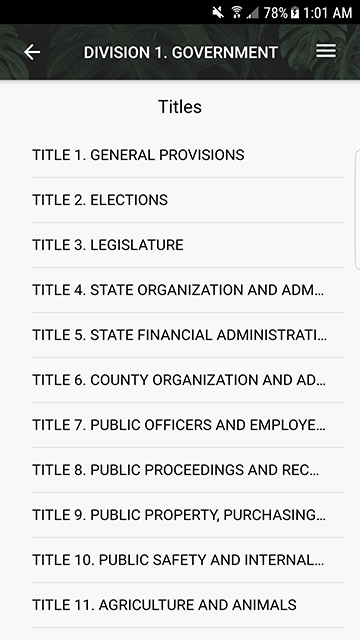 78% 1:01 AM
DIVISION 1. GOVERNMENT
Titles
TITLE 1. GENERAL PROVISIONS
TITLE 2. ELECTIONS
TITLE 3. LEGISLATURE
TITLE 4. STATE ORGANIZATION AND ADM...
TITLE 5. STATE FINANCIAL ADMINISTRATI...
TITLE 6. COUNTY ORGANIZATION AND AD...
TITLE 7. PUBLIC OFFICERS AND EMPLOYE...
TITLE 8. PUBLIC PROCEEDINGS AND REC...
TITLE 9. PUBLIC PROPERTY, PURCHASING...
TITLE 10. PUBLIC SAFETY AND INTERNAL...
TITLE 11. AGRICULTURE AND ANIMALS